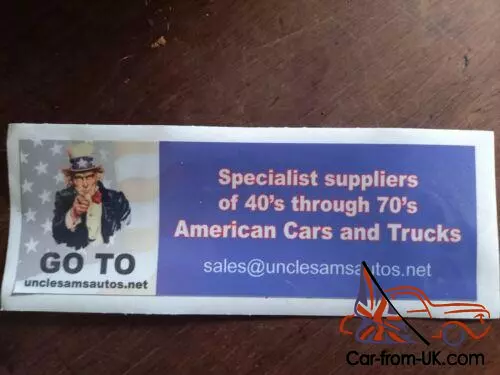 GO TO
unclesamsautos.net
Specialist suppliers
of 40's through 70's
American Cars and Trucks
sales@unclesamsautos.net
Car-from-UK.com